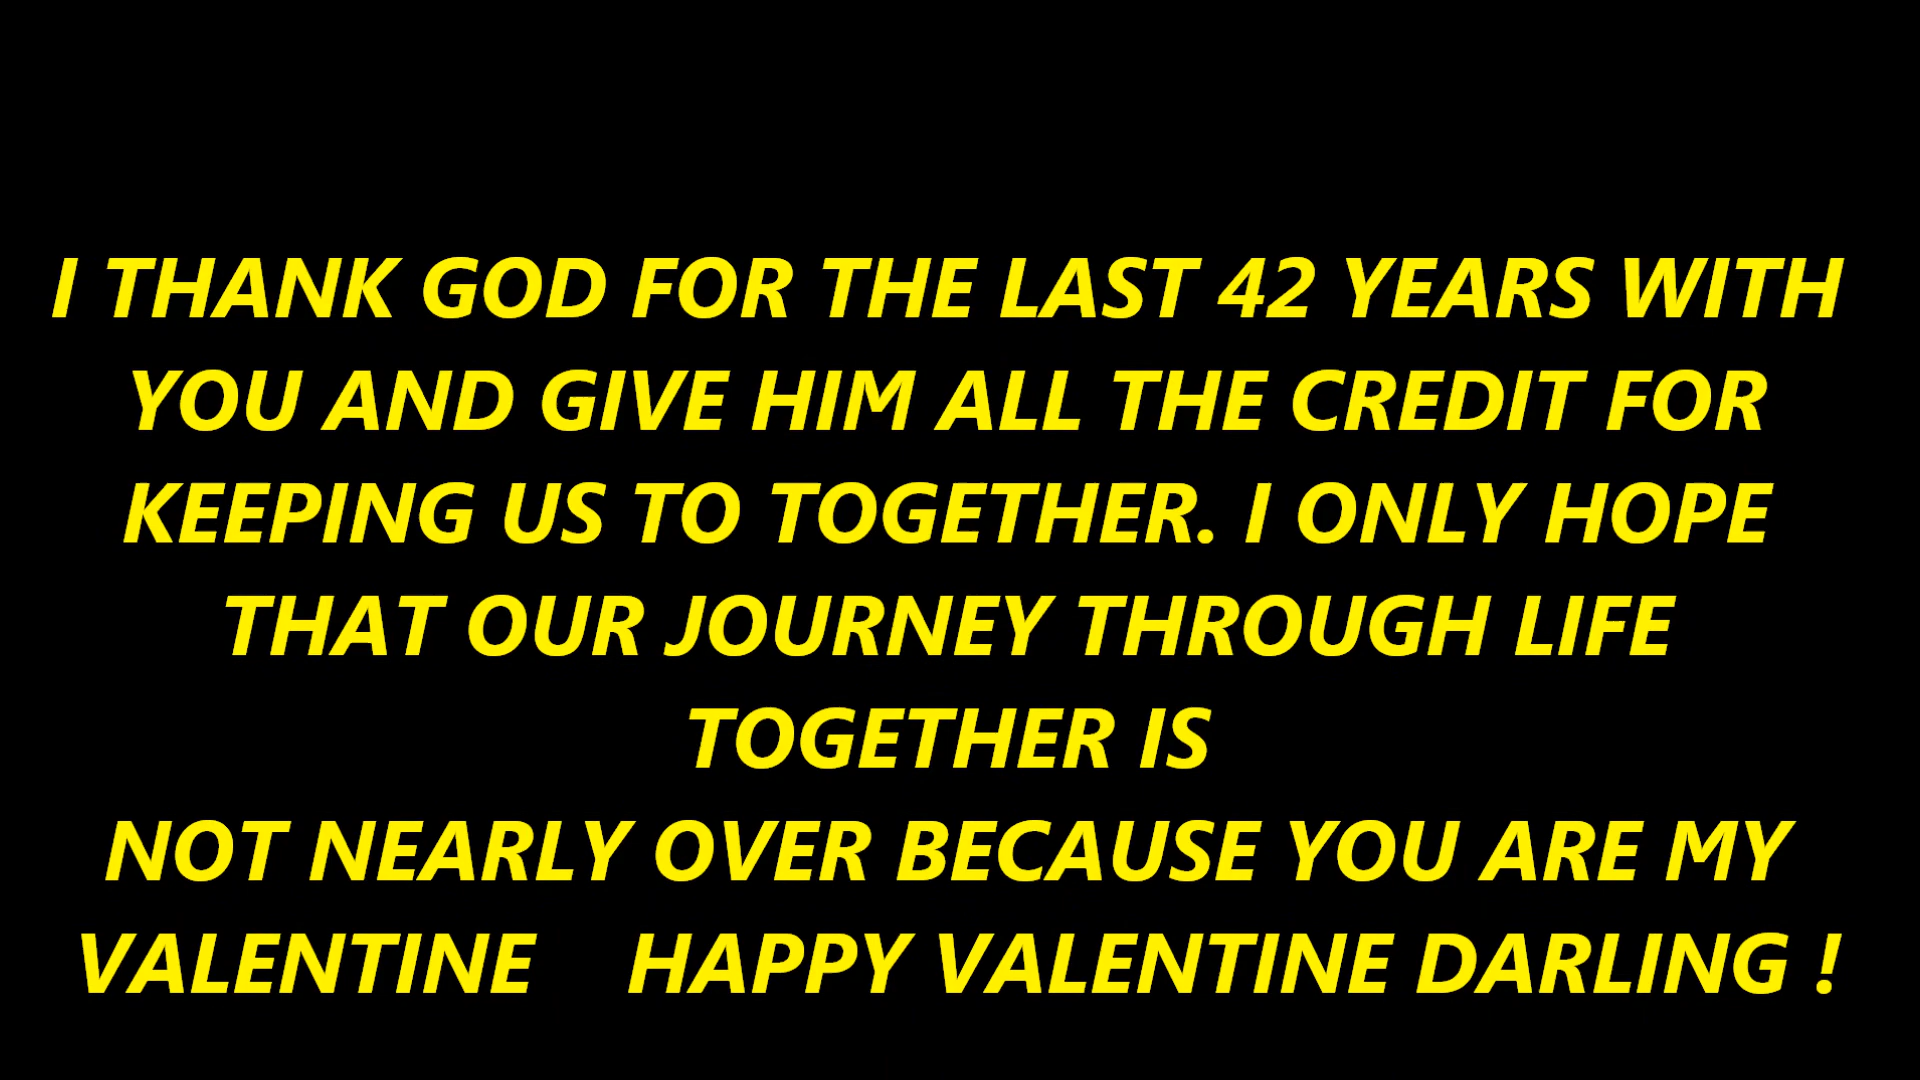 I THANK GOD FOR THE LAST 42 YEARS WITH
YOU AND GIVE HIM ALL THE CREDIT FOR
KEEPING US TO TOGETHER. I ONLY HOPE
THAT OUR JOURNEY THROUGH LIFE
TOGETHER IS
NOT NEARLY OVER BECAUSE YOU ARE MY
VALENTINE    HAPPY VALENTINE DARLING !